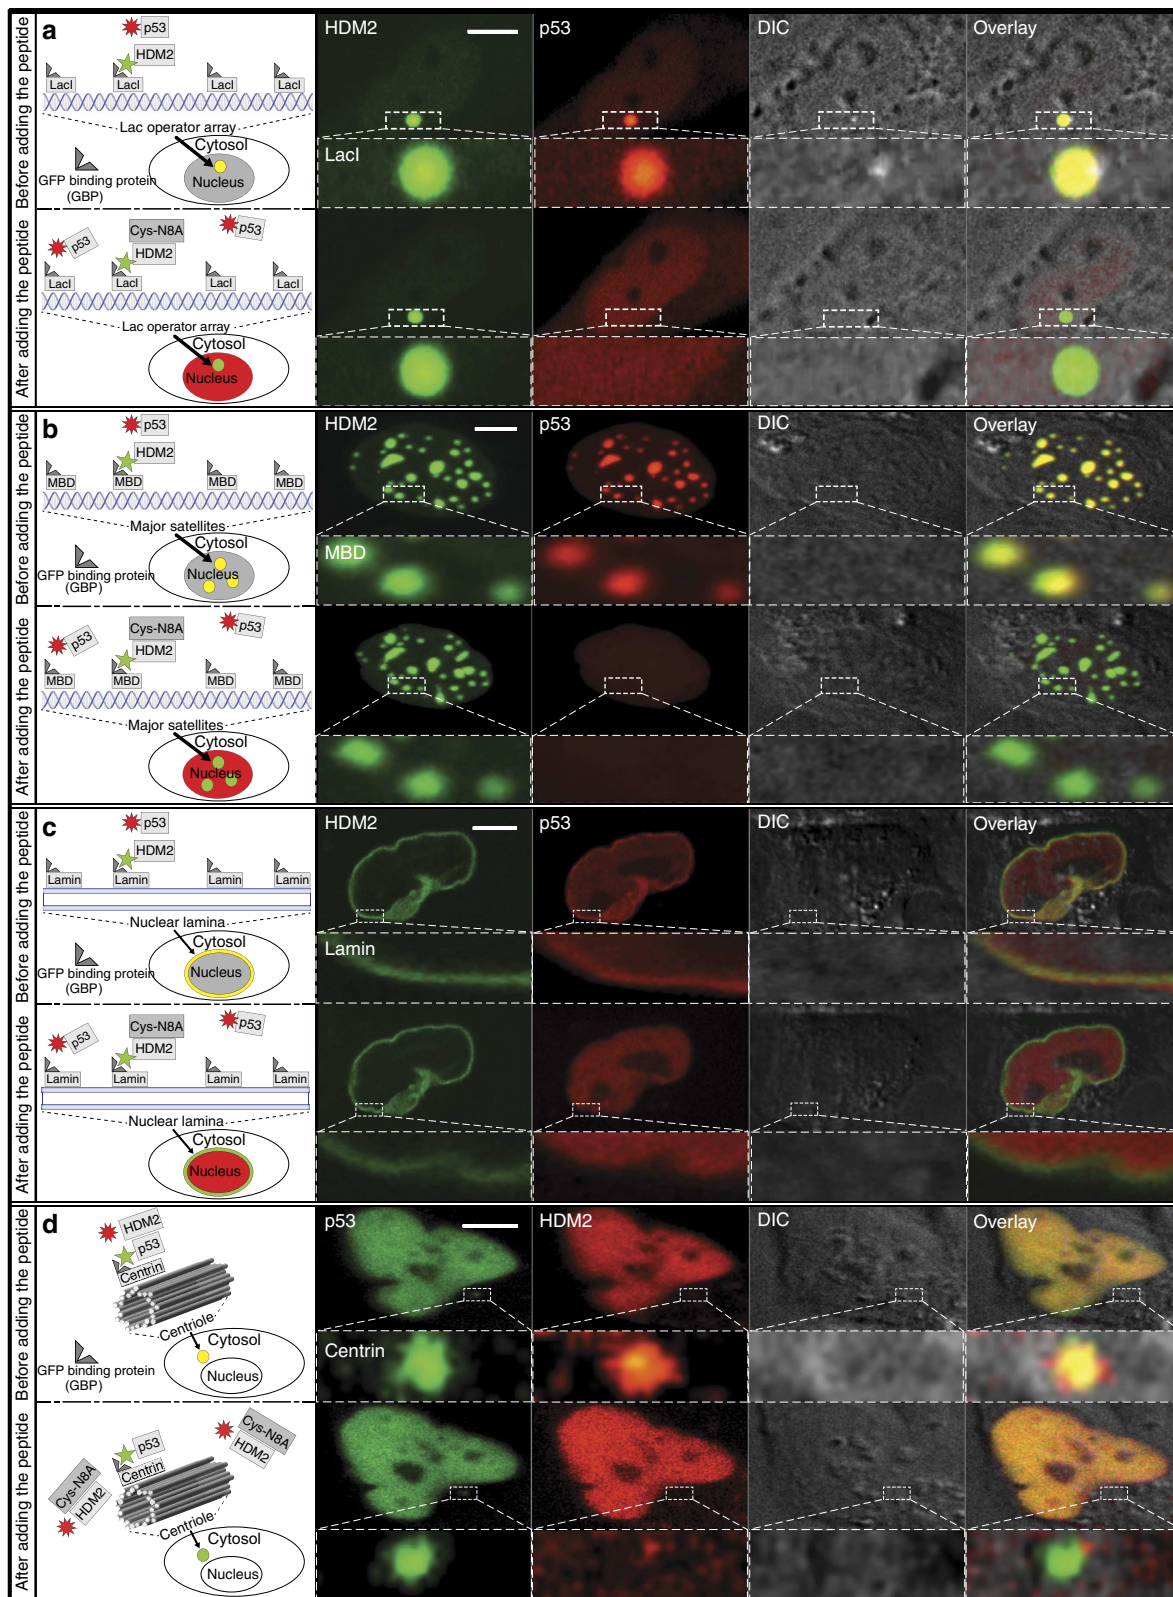 Before adding the peptide
a
p53
HDM2
LacI
LacI
LacI
LacI
Lac operator array
Cytosol
Nucleus
GFP binding protein
(GBP)
HDM2
p53
DIC
Overlay
LacI
After adding the peptide
p53
Cys-N8A
HDM2
p53
LacI
LacI
LacI
LacI
Lac operator array
Cytosol
Nucleus
Before adding the peptide
b
p53
HDM2
MBD
MBD
MBD
MBD
Major satellites
Cytosol
Nucleus
GFP binding protein
(GBP)
HDM2
p53
DIC
Overlay
MBD
After adding the peptide
p53
Cys-N8A
HDM2
p53
MBD
MBD
MBD
MBD
Major satellites
Cytosol
Nucleus
Before adding the peptide
c
p53
HDM2
Lamin
Lamin
Lamin
Lamin
Nuclear lamina
Cytosol
Nucleus
GFP binding protein
(GBP)
HDM2
p53
DIC
Overlay
Lamin
After adding the peptide
p53
Cys-N8A
HDM2
p53
Lamin
Lamin
Lamin
Lamin
Nuclear lamina
Cytosol
Nucleus
Before adding the peptide
d
HDM2
p53
Centrin
Centriole
Cytosol
Nucleus
GFP binding protein
(GBP)
p53
HDM2
DIC
Overlay
Centrin
After adding the peptide
Cys-N8A
HDM2
p53
Centrin
Cys-N8A
HDM2
Centriole
Cytosol
Nucleus